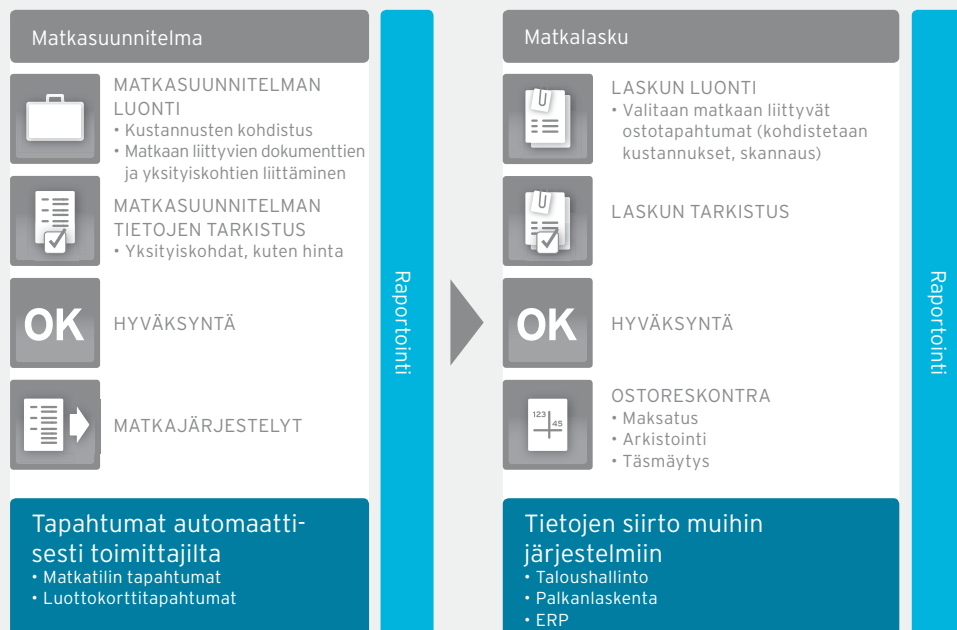 Matkasuunnitelma
MATKASUUNNITELMAN
LUONTI
• Kustannusten kohdistus
• Matkaan liittyvien dokumenttien
ja yksityiskohtien liittäminen
MATKASUUNNITELMAN
TIETOJEN TARKISTUS
• Yksityiskohdat, kuten hinta
OK
HYVÄKSYNTÄ
MATKAJÄRJESTELYT
Tapahtumat automaatti-
sesti toimittajilta
• Matkatilin tapahtumat
• Luottokorttitapahtumat
Raportointi
Matkalasku
LASKUN LUONTI
• Valitaan matkaan liittyvät
ostotapahtumat (kohdistetaan
kustannukset, skannaus)
LASKUN TARKISTUS
OK
HYVÄKSYNTÄ
123
45
OSTORESKONTRA
• Maksatus
• Arkistointi
• Täsmäytys
Tietojen siirto muihin
järjestelmiin
• Taloushallinto
• Palkanlaskenta
• ERP
Raportointi